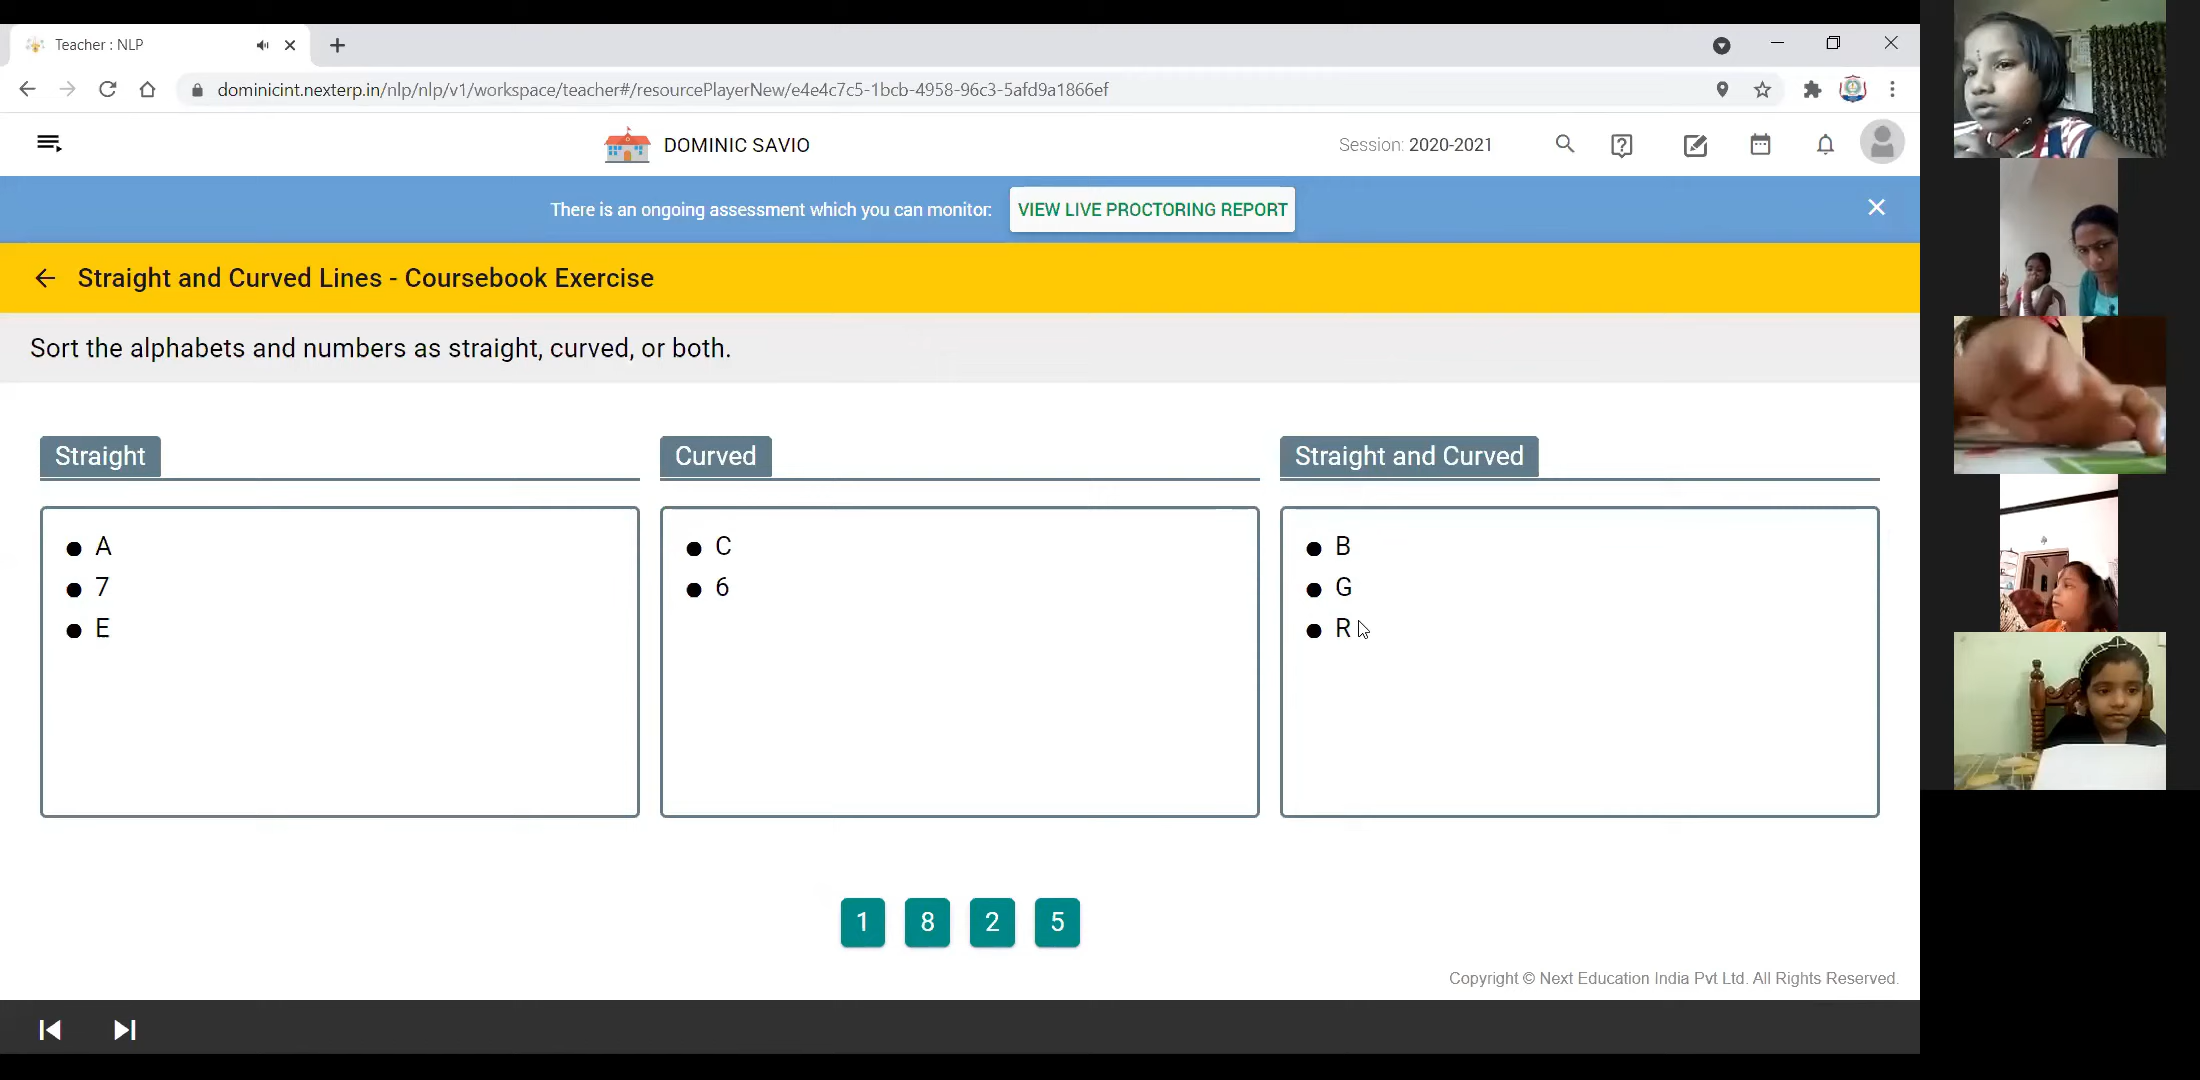 Teacher : NLP
dominicint.nexterp.in/nlp/nlp/v1/workspace/teacher#/resourcePlayerNew/e4e4c7c5-1bcb-4958-96c3-5afd9a1866ef
DOMINIC SAVIO
Session: 2020-2021
There is an ongoing assessment which you can monitor: VIEW LIVE PROCTORING REPORT
Straight and Curved Lines - Coursebook Exercise
Sort the alphabets and numbers as straight, curved, or both.
Straight
A
7
E
Curved
C
6
Straight and Curved
B
G
R
1 8 2 5
Copyright © Next Education India Pvt Ltd. All Rights Reserved.